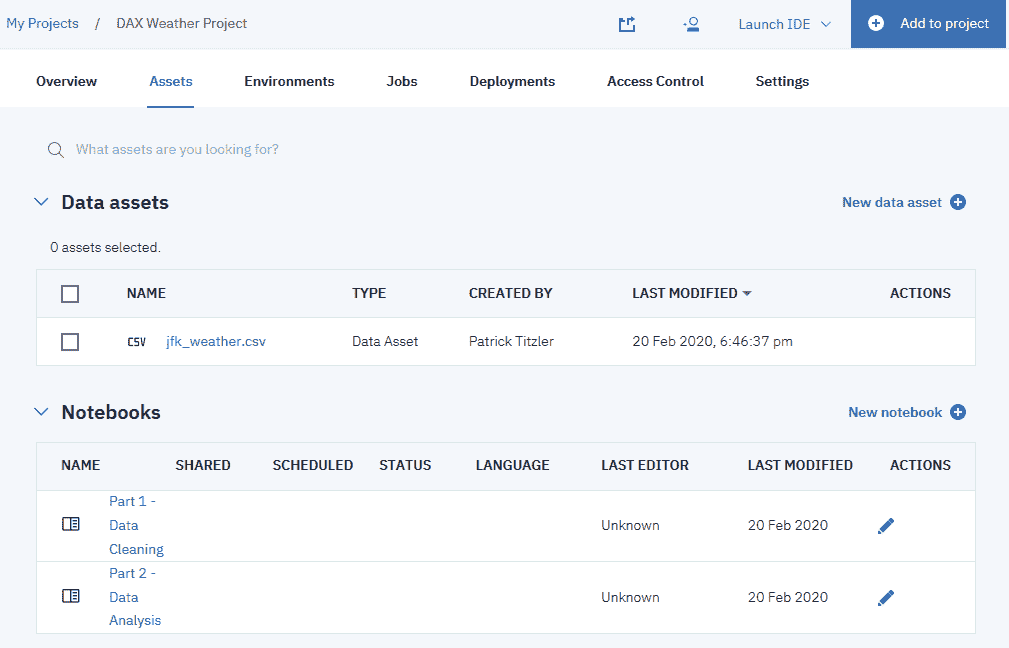 My Projects / DAX Weather Project Launch IDE Add to project
Overview Assets Environments Jobs Deployments Access Control Settings
What assets are you looking for?
Data assets New data asset
0 assets selected.
NAME TYPE CREATED BY LAST MODIFIED ACTIONS
CSV jfk_weather.csv Data Asset Patrick Titzler 20 Feb 2020, 6:46:37 pm
Notebooks New notebook
NAME SHARED SCHEDULED STATUS LANGUAGE LAST EDITOR LAST MODIFIED ACTIONS
Part 1 -
Data Unknown 20 Feb 2020
Cleaning
Part 2 -
Data Unknown 20 Feb 2020
Analysis